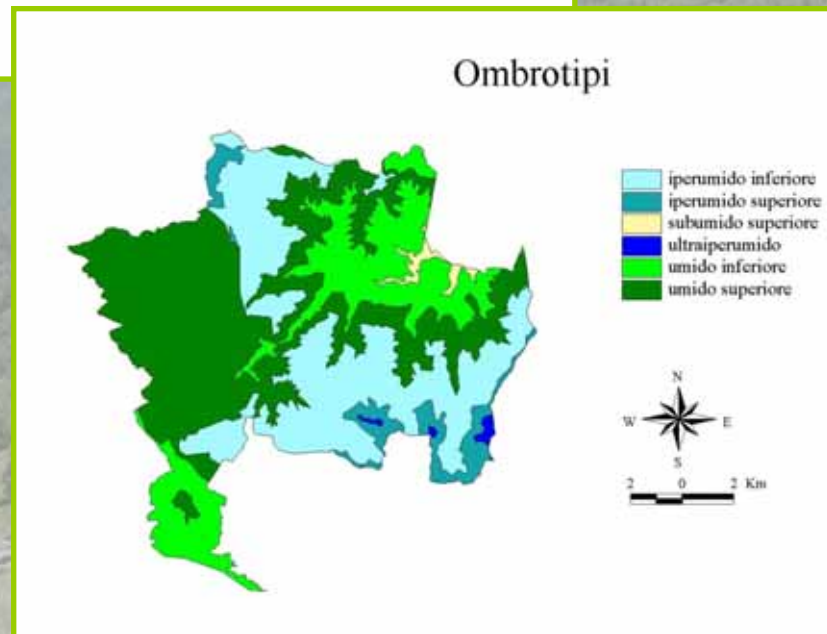 Ombrotipi
iperumido inferiore
iperumido superiore
subumido superiore
ultraiperumido
umido inferiore
umido superiore
N
W E
S
2 0 2 Km